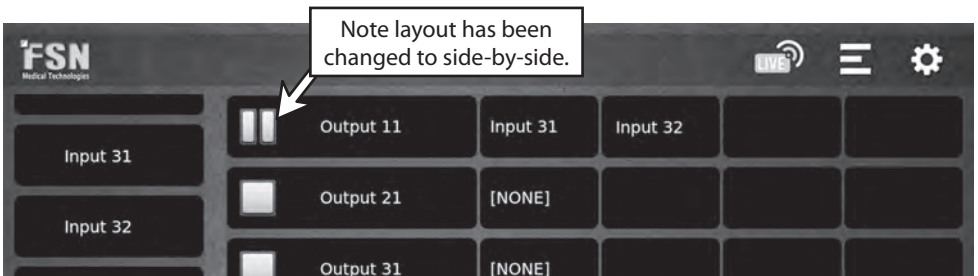 Note layout has been
changed to side-by-side.
FSN
Medical Technologies
LIVE
Output 11
Input 31
Input 32
Input 31
Output 21
[NONE]
Input 32
Output 31
[NONE]